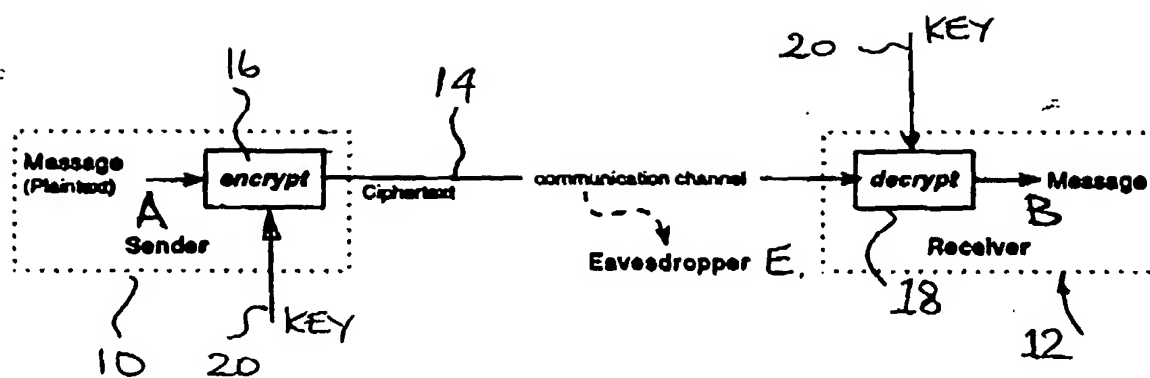 20 KEY
16
14
Message
(Plaintext)
encrypt
Ciphertext
communication channel
decrypt
Message
A
B
Sender
Receiver
Eavesdropper E.
18
KEY
10
20
12